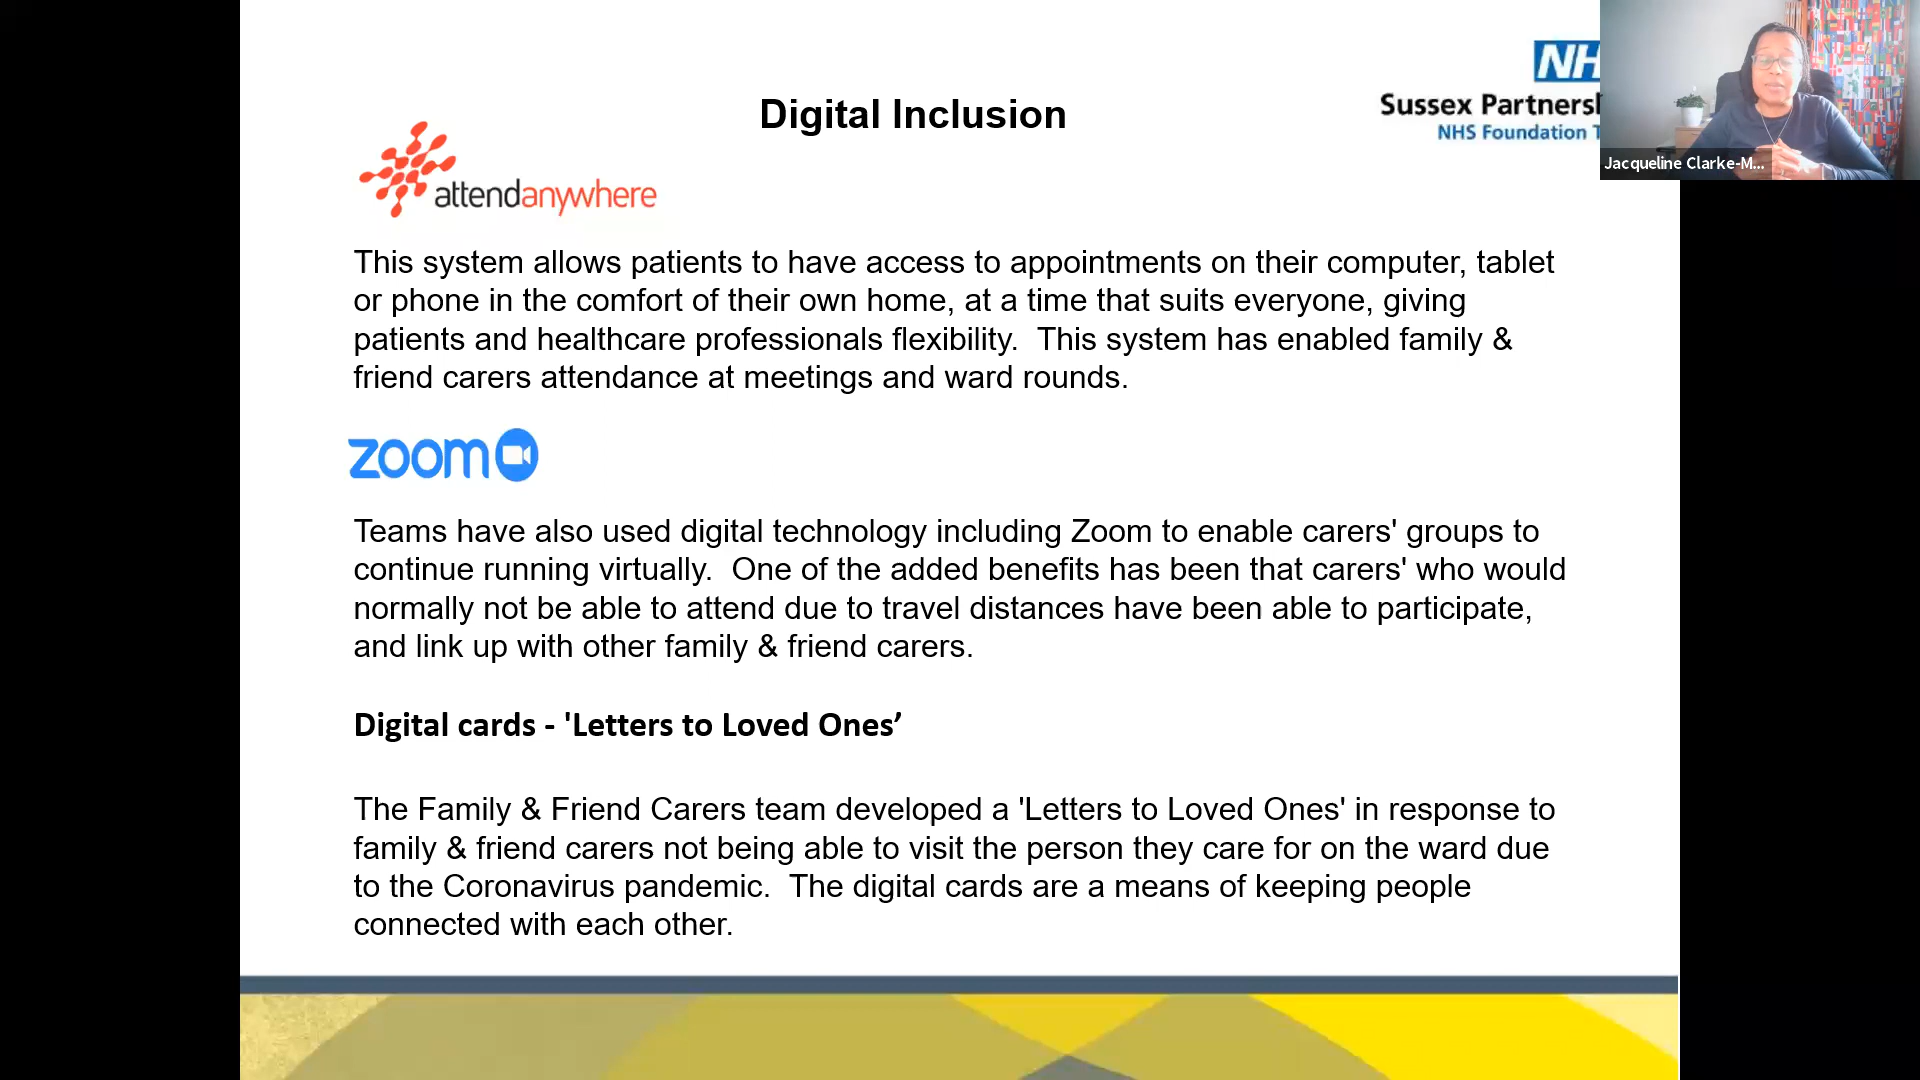 Digital Inclusion
NH
Sussex Partnersh
NHS Foundation T
Jacqueline Clarke-M...
attendanywhere
This system allows patients to have access to appointments on their computer, tablet
or phone in the comfort of their own home, at a time that suits everyone, giving
patients and healthcare professionals flexibility.  This system has enabled family &
friend carers attendance at meetings and ward rounds.
zoom
Teams have also used digital technology including Zoom to enable carers' groups to
continue running virtually.  One of the added benefits has been that carers' who would
normally not be able to attend due to travel distances have been able to participate,
and link up with other family & friend carers.
Digital cards - 'Letters to Loved Ones’
The Family & Friend Carers team developed a 'Letters to Loved Ones' in response to
family & friend carers not being able to visit the person they care for on the ward due
to the Coronavirus pandemic.  The digital cards are a means of keeping people
connected with each other.